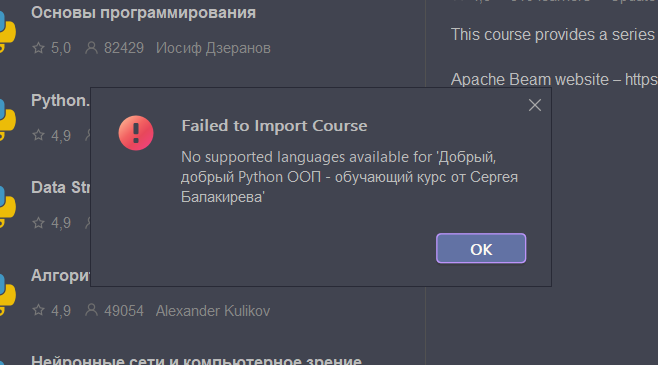 Основы программирования
5,0 82429 Иосиф Дзеранов
This course provides a series
Apache Beam website – https
Python.
4,9
Failed to Import Course
No supported languages available for 'Добрый,
добрый Python ООП - обучающий курс от Сергея
Балакирева'
Data Str
4,9
OK
Алгорит
4,9 49054 Alexander Kulikov
Нейронные сети и компьютерное зрение